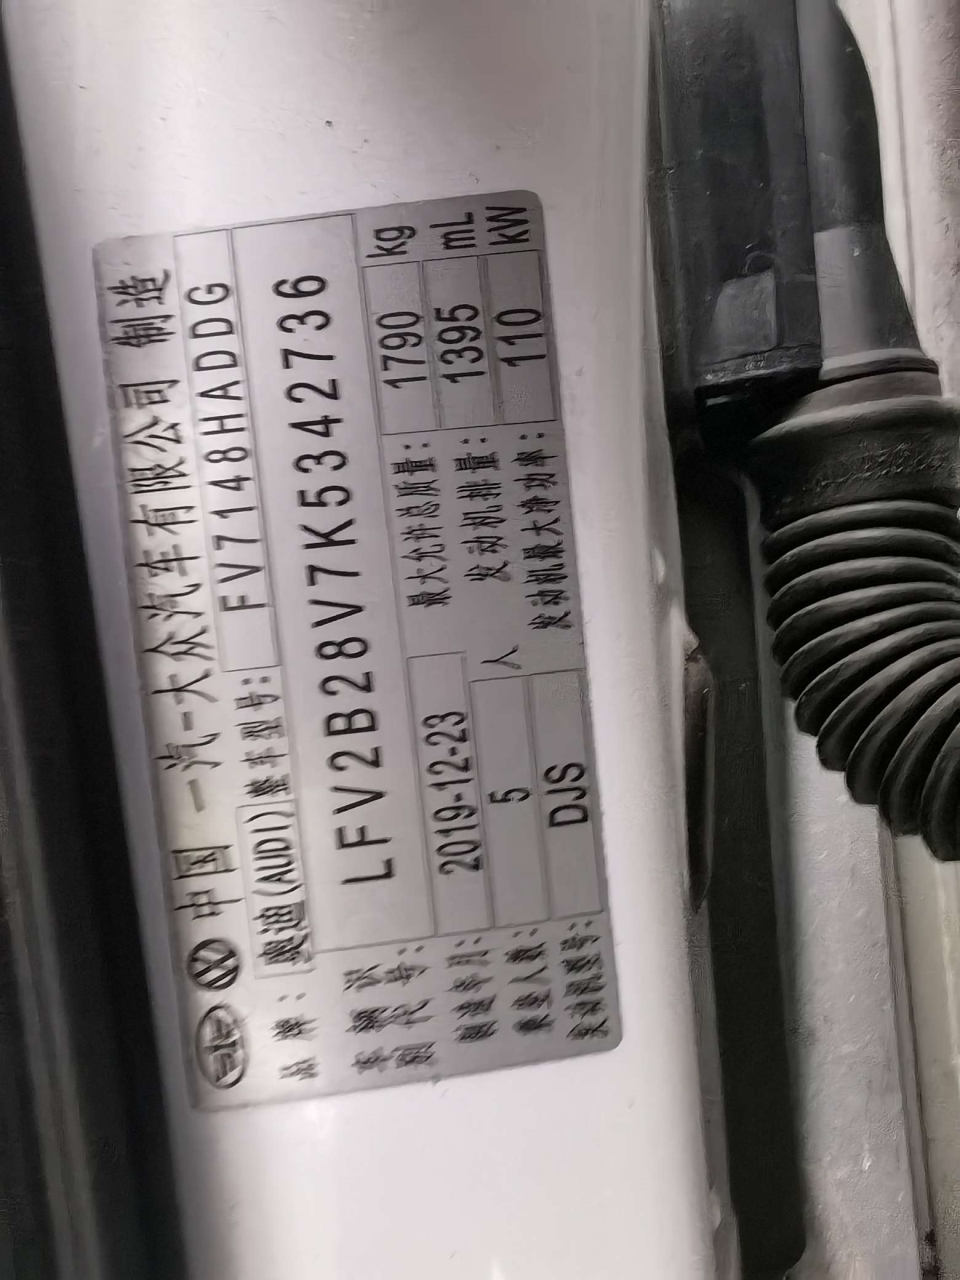 中国 一汽-大众汽车有限公司 制造
品牌: 奥迪(AUDI) 整车型号: FV7148HADDG
车辆识别代号: LFV2B28V7K5342736
制造年月: 2019-12-23 最大允许总质量: 1790 kg
乘坐人数: 5 人 发动机排量: 1395 mL
发动机型号: DJS 发动机最大净功率: 110 kW